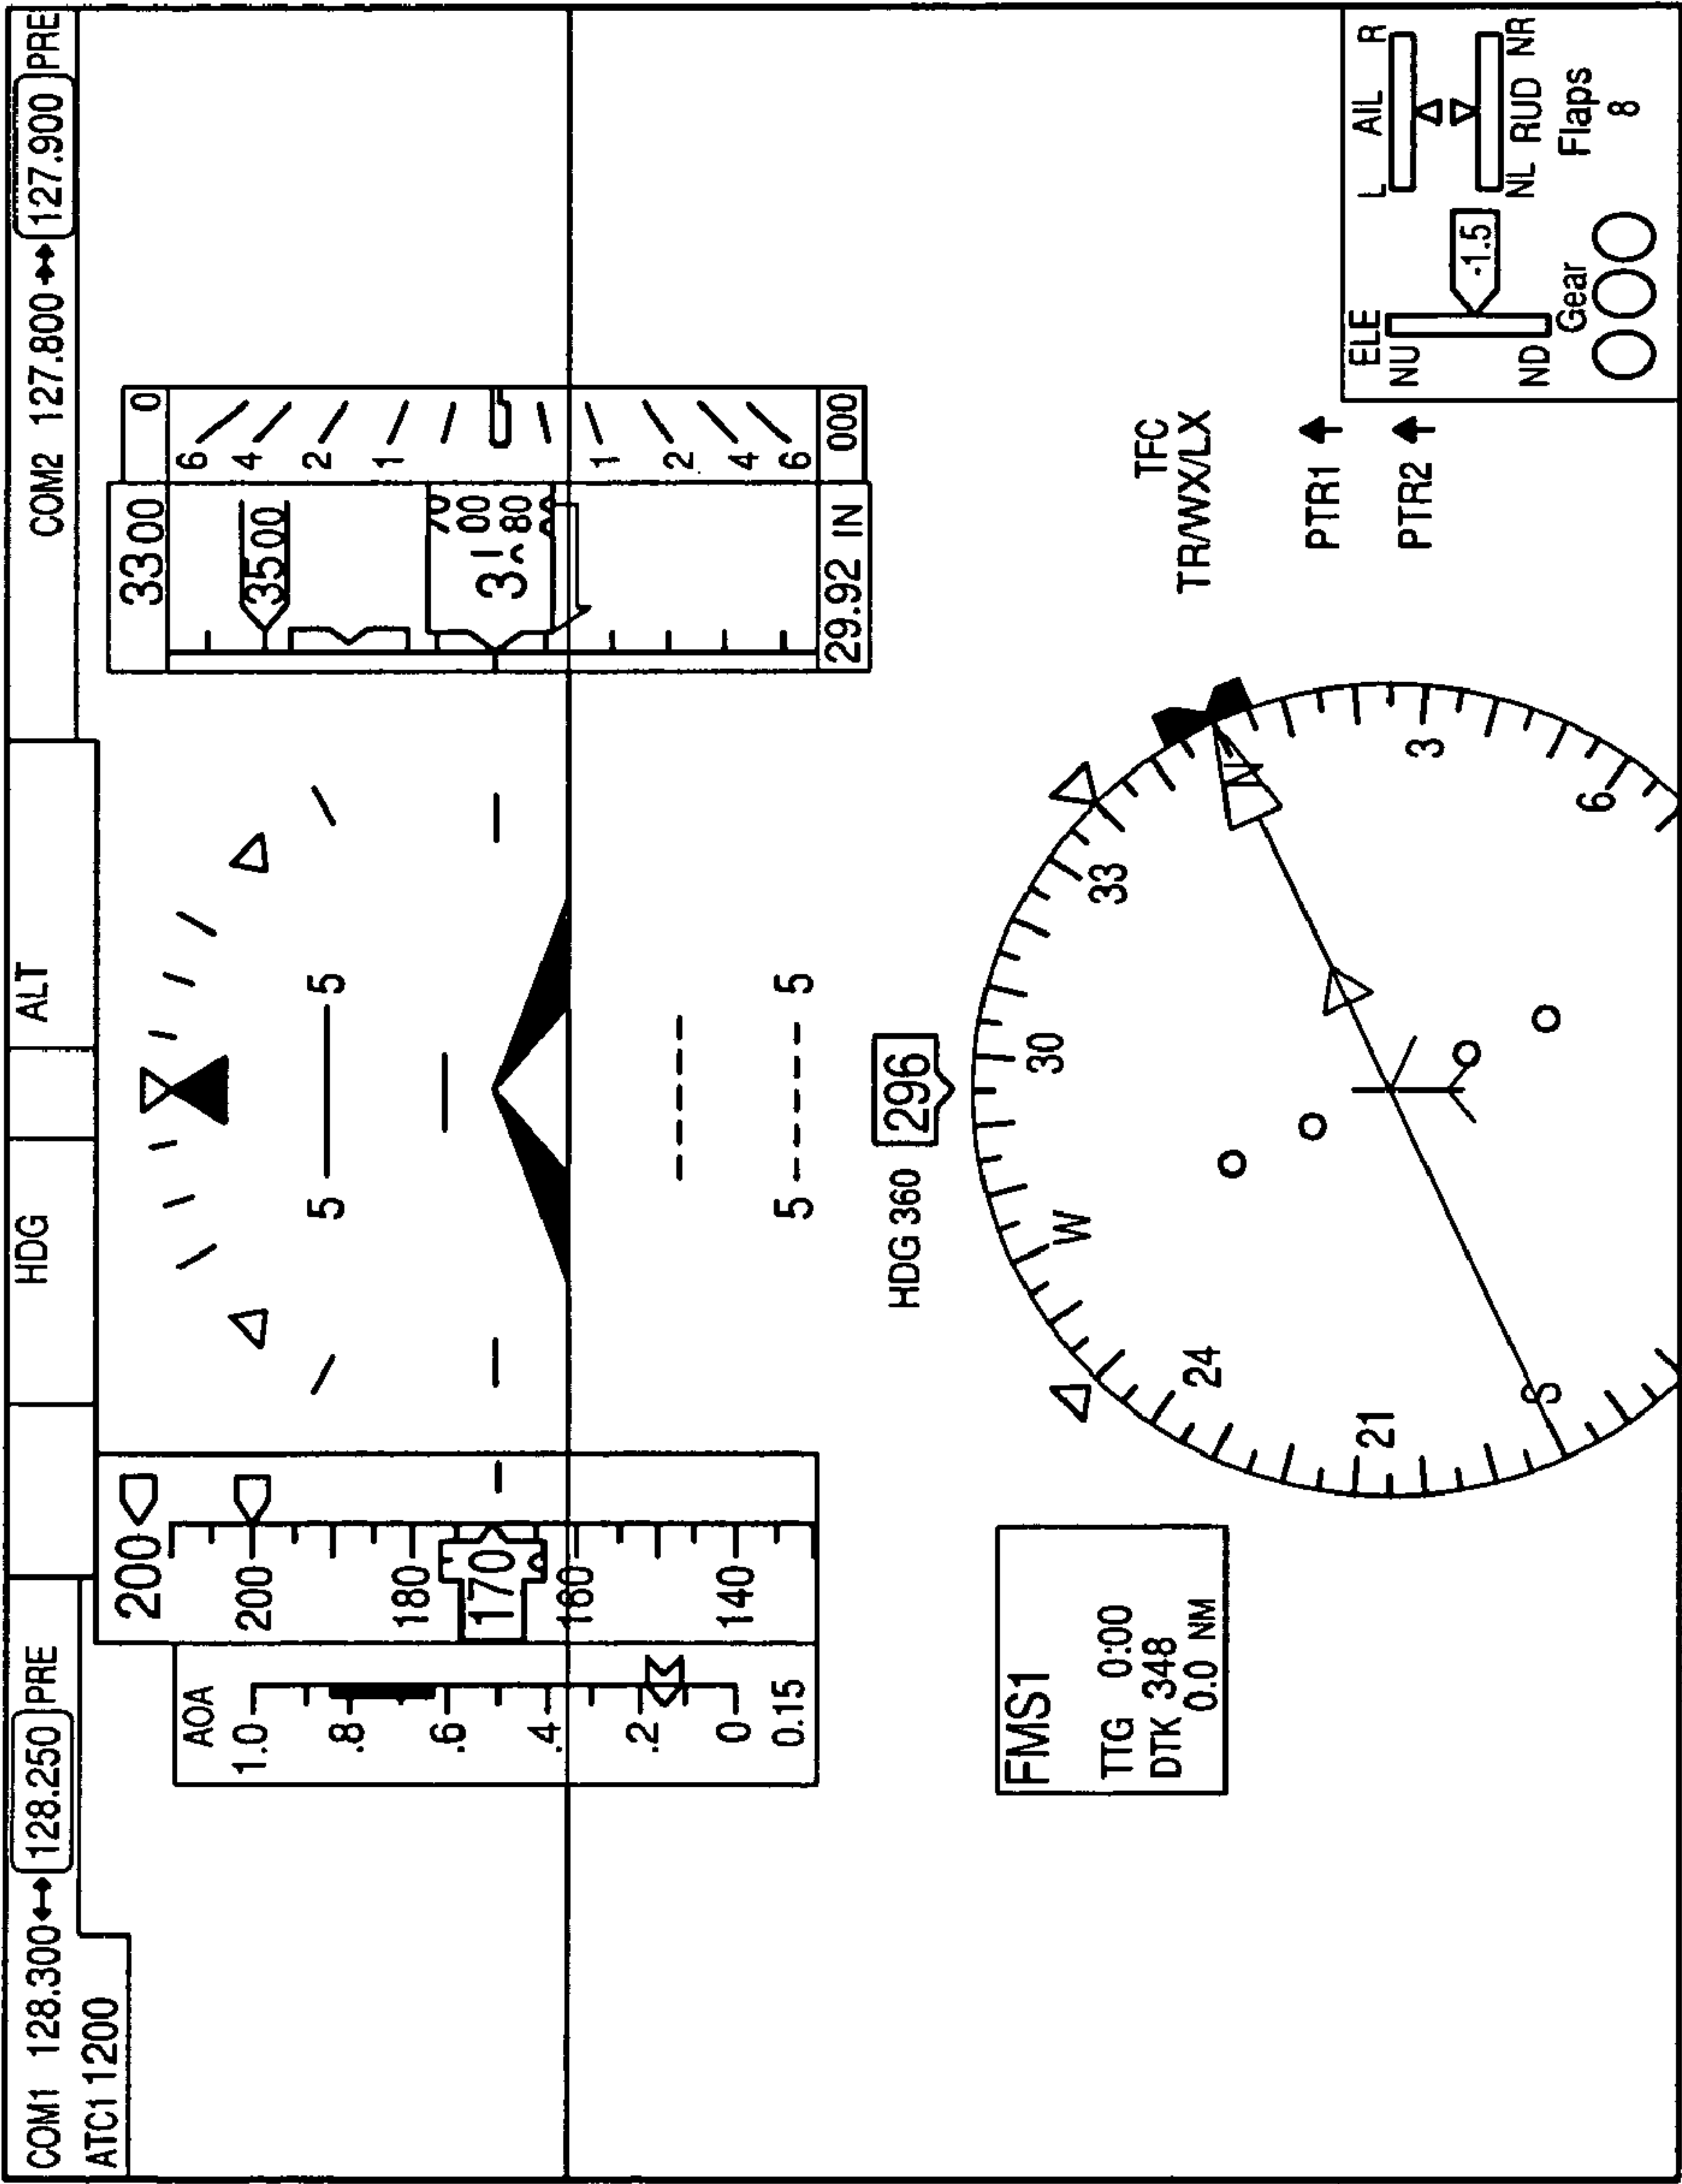 COM1 128.300 128.250 PRE
HDG
ALT
COM2 127.800 127.900 PRE
ATC1 1200
AOA
1.0
.8
.6
.4
.2
0
0.15
200
200
180
170
160
140
5 5
5 5
3300
3500
3
70
00
80
29.92 IN
0
6
4
2
1
1
2
4
6
000
HDG 360 296
FMS1
TTG 0:00
DTK 348
0.0 NM
21
24
W
30
33
N
3
6
S
TFC
TR/WX/LX
PTR1
PTR2
ELE
NU
ND
-1.5
L AIL R
NL RUD NR
Gear
Flaps
8